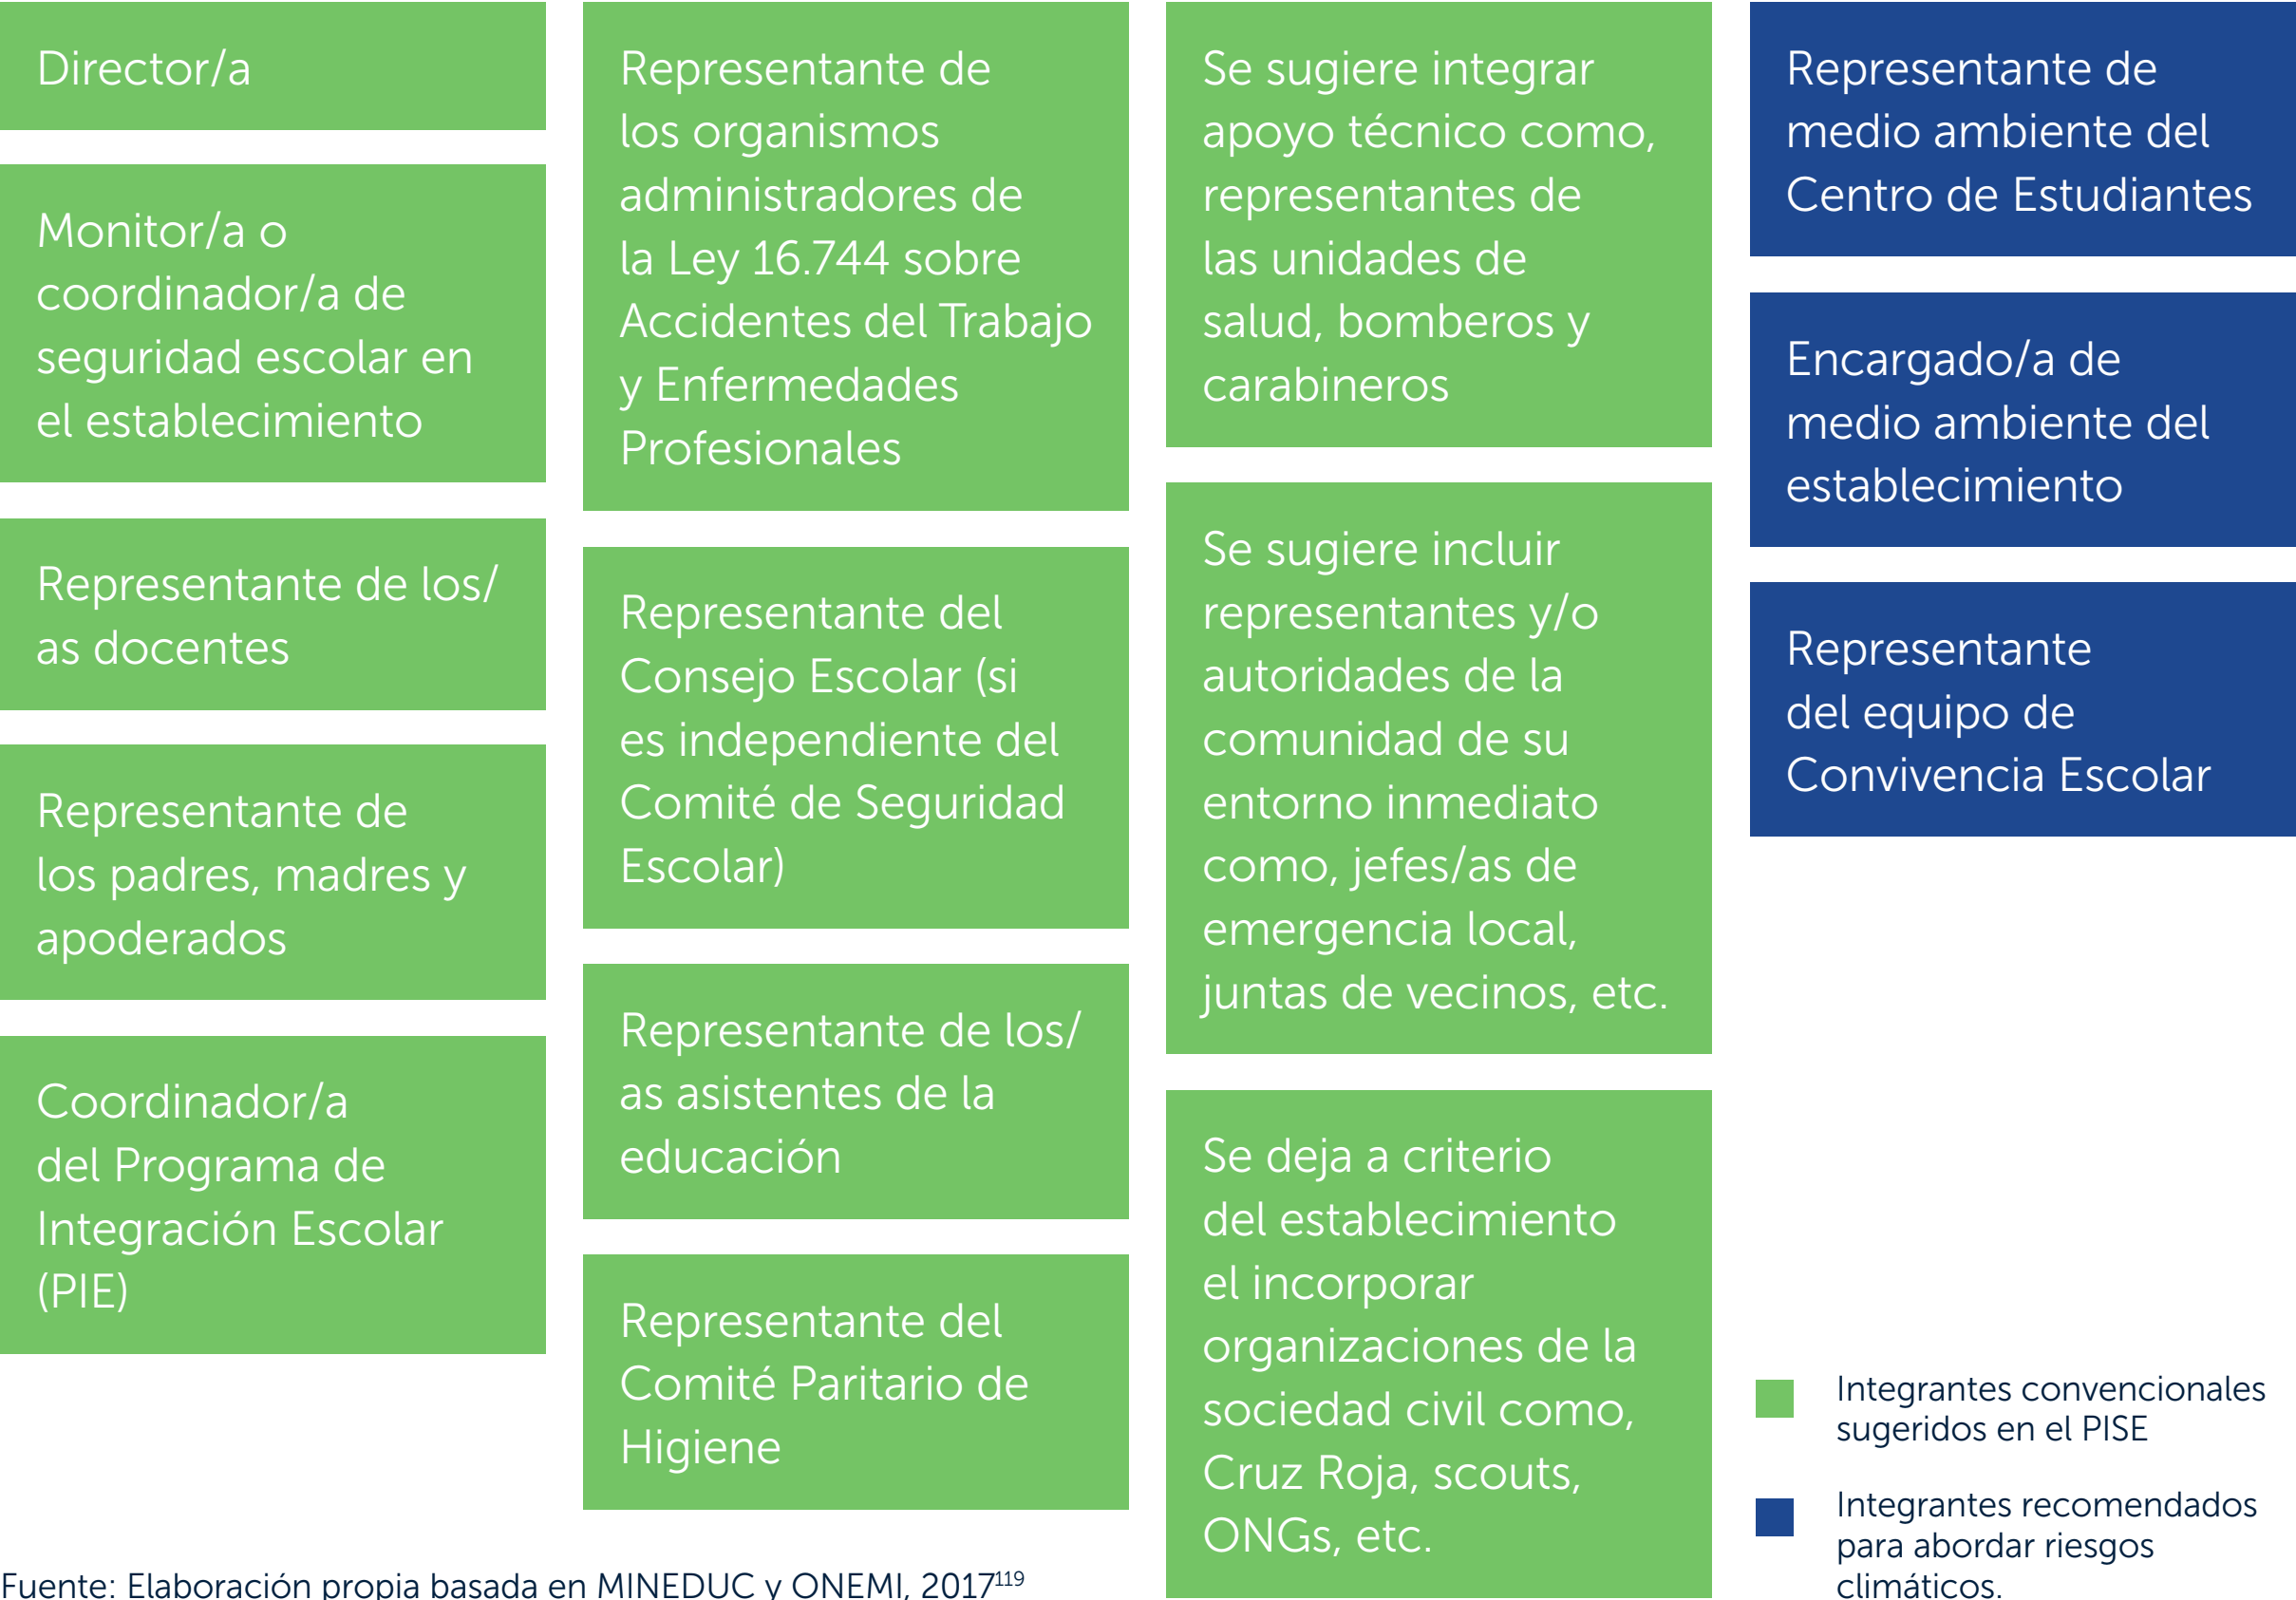 Director/a
Monitor/a o
coordinador/a de
seguridad escolar en
el establecimiento
Representante de los/
as docentes
Representante de
los padres, madres y
apoderados
Coordinador/a
del Programa de
Integración Escolar
(PIE)
Representante de
los organismos
administradores de
la Ley 16.744 sobre
Accidentes del Trabajo
y Enfermedades
Profesionales
Representante del
Consejo Escolar (si
es independiente del
Comité de Seguridad
Escolar)
Representante de los/
as asistentes de la
educación
Representante del
Comité Paritario de
Higiene
Se sugiere integrar
apoyo técnico como,
representantes de
las unidades de
salud, bomberos y
carabineros
Se sugiere incluir
representantes y/o
autoridades de la
comunidad de su
entorno inmediato
como, jefes/as de
emergencia local,
juntas de vecinos, etc.
Se deja a criterio
del establecimiento
el incorporar
organizaciones de la
sociedad civil como,
Cruz Roja, scouts,
ONGs, etc.
Representante de
medio ambiente del
Centro de Estudiantes
Encargado/a de
medio ambiente del
establecimiento
Representante
del equipo de
Convivencia Escolar
Integrantes convencionales
sugeridos en el PISE
Integrantes recomendados
para abordar riesgos
climáticos.
Fuente: Elaboración propia basada en MINEDUC y ONEMI, 2017¹¹⁹